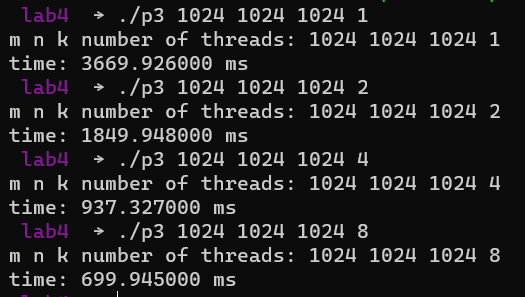 lab4 → ./p3 1024 1024 1024 1
m n k number of threads: 1024 1024 1024 1
time: 3669.926000 ms
lab4 → ./p3 1024 1024 1024 2
m n k number of threads: 1024 1024 1024 2
time: 1849.948000 ms
lab4 → ./p3 1024 1024 1024 4
m n k number of threads: 1024 1024 1024 4
time: 937.327000 ms
lab4 → ./p3 1024 1024 1024 8
m n k number of threads: 1024 1024 1024 8
time: 699.945000 ms